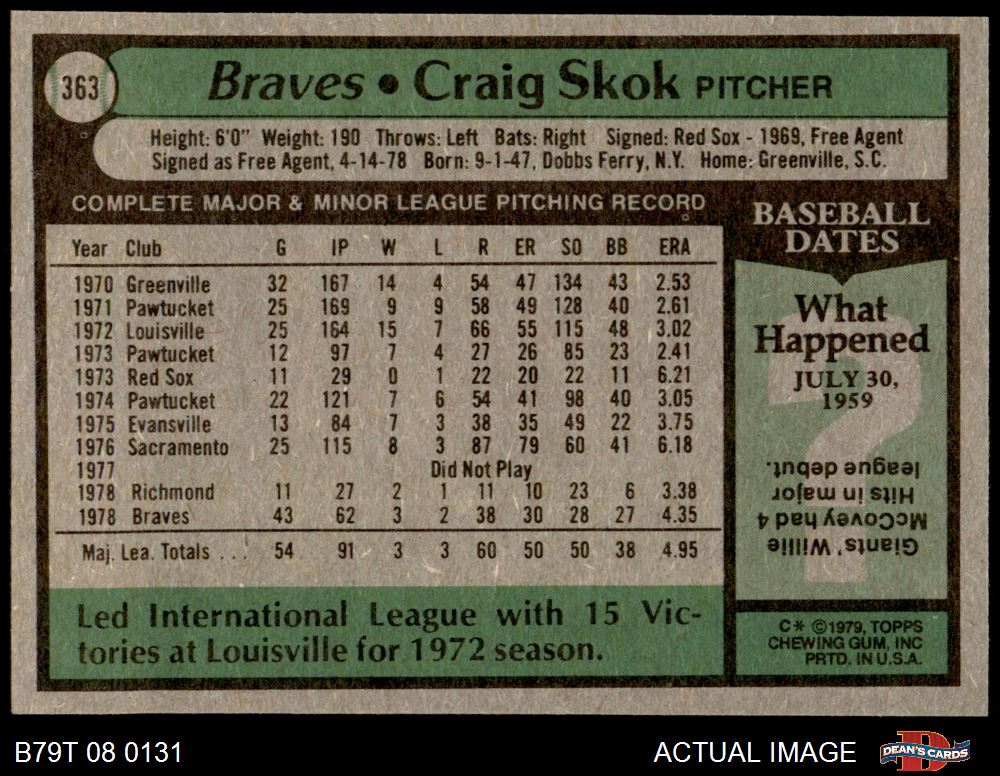 363
Braves • Craig Skok PITCHER
Height: 6'0" Weight: 190 Throws: Left Bats: Right Signed: Red Sox - 1969, Free Agent
Signed as Free Agent, 4-14-78 Born: 9-1-47, Dobbs Ferry, N.Y. Home: Greenville, S.C.
COMPLETE MAJOR & MINOR LEAGUE PITCHING RECORD
Year Club G IP W L R ER SO BB ERA
1970 Greenville 32 167 14 4 54 47 134 43 2.53
1971 Pawtucket 25 169 9 9 58 49 128 40 2.61
1972 Louisville 25 164 15 7 66 55 115 48 3.02
1973 Pawtucket 12 97 7 4 27 26 85 23 2.41
1973 Red Sox 11 29 0 1 22 20 22 11 6.21
1974 Pawtucket 22 121 7 6 54 41 98 40 3.05
1975 Evansville 13 84 7 3 38 35 49 22 3.75
1976 Sacramento 25 115 8 3 87 79 60 41 6.18
1977 Did Not Play
1978 Richmond 11 27 2 1 11 10 23 6 3.38
1978 Braves 43 62 3 2 38 30 28 27 4.35
Maj. Lea. Totals ... 54 91 3 3 60 50 50 38 4.95
Led International League with 15 Vic-
tories at Louisville for 1972 season.
BASEBALL
DATES
What
Happened
JULY 30,
1959
?
Giants' Willie
McCovey had 4
Hits in major
league debut.
C* ©1979, TOPPS
CHEWING GUM, INC
PRTD. IN U.S.A.
B79T 08 0131
ACTUAL IMAGE
D
DEAN'S CARDS